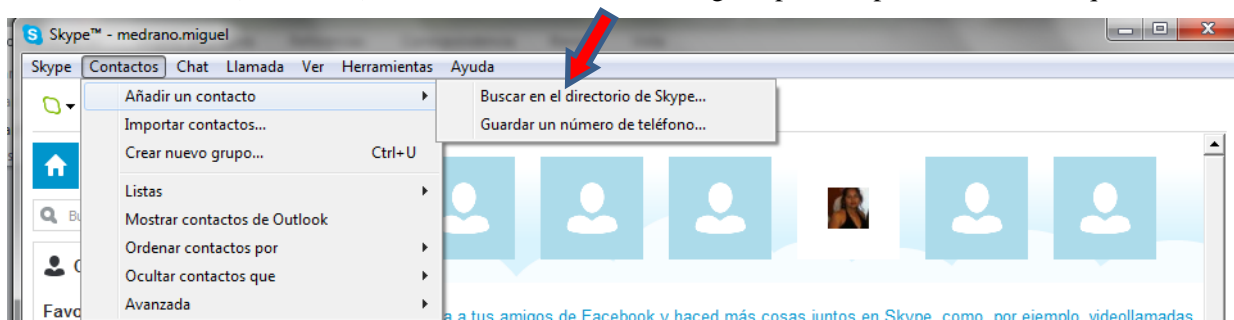 Skype™ - medrano.miguel
Skype Contactos Chat Llamada Ver Herramientas Ayuda
Añadir un contacto
Buscar en el directorio de Skype...
Importar contactos...
Guardar un número de teléfono...
Crear nuevo grupo... Ctrl+U
Listas
Mostrar contactos de Outlook
Ordenar contactos por
Ocultar contactos que
Avanzada
Favo
a tus amigos de Facebook y haced más cosas juntos en Skype, como, por ejemplo, videollamadas